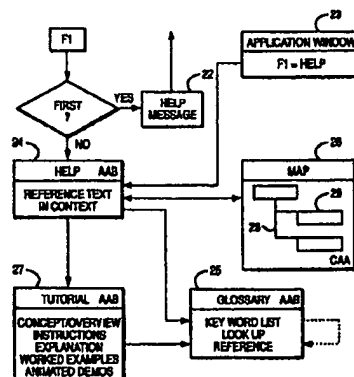 23
APPLICATION WINDOW
F1 = HELP
F1
22
FIRST
?
YES
HELP
MESSAGE
NO
24
HELP AAB
REFERENCE TEXT
IN CONTEXT
26
MAP
29
28
CAA
27
TUTORIAL AAB
CONCEPT/OVERVIEW
INSTRUCTIONS
EXPLANATION
WORKED EXAMPLES
ANIMATED DEMOS
25
GLOSSARY AAB
KEY WORD LIST
LOOK UP
REFERENCE